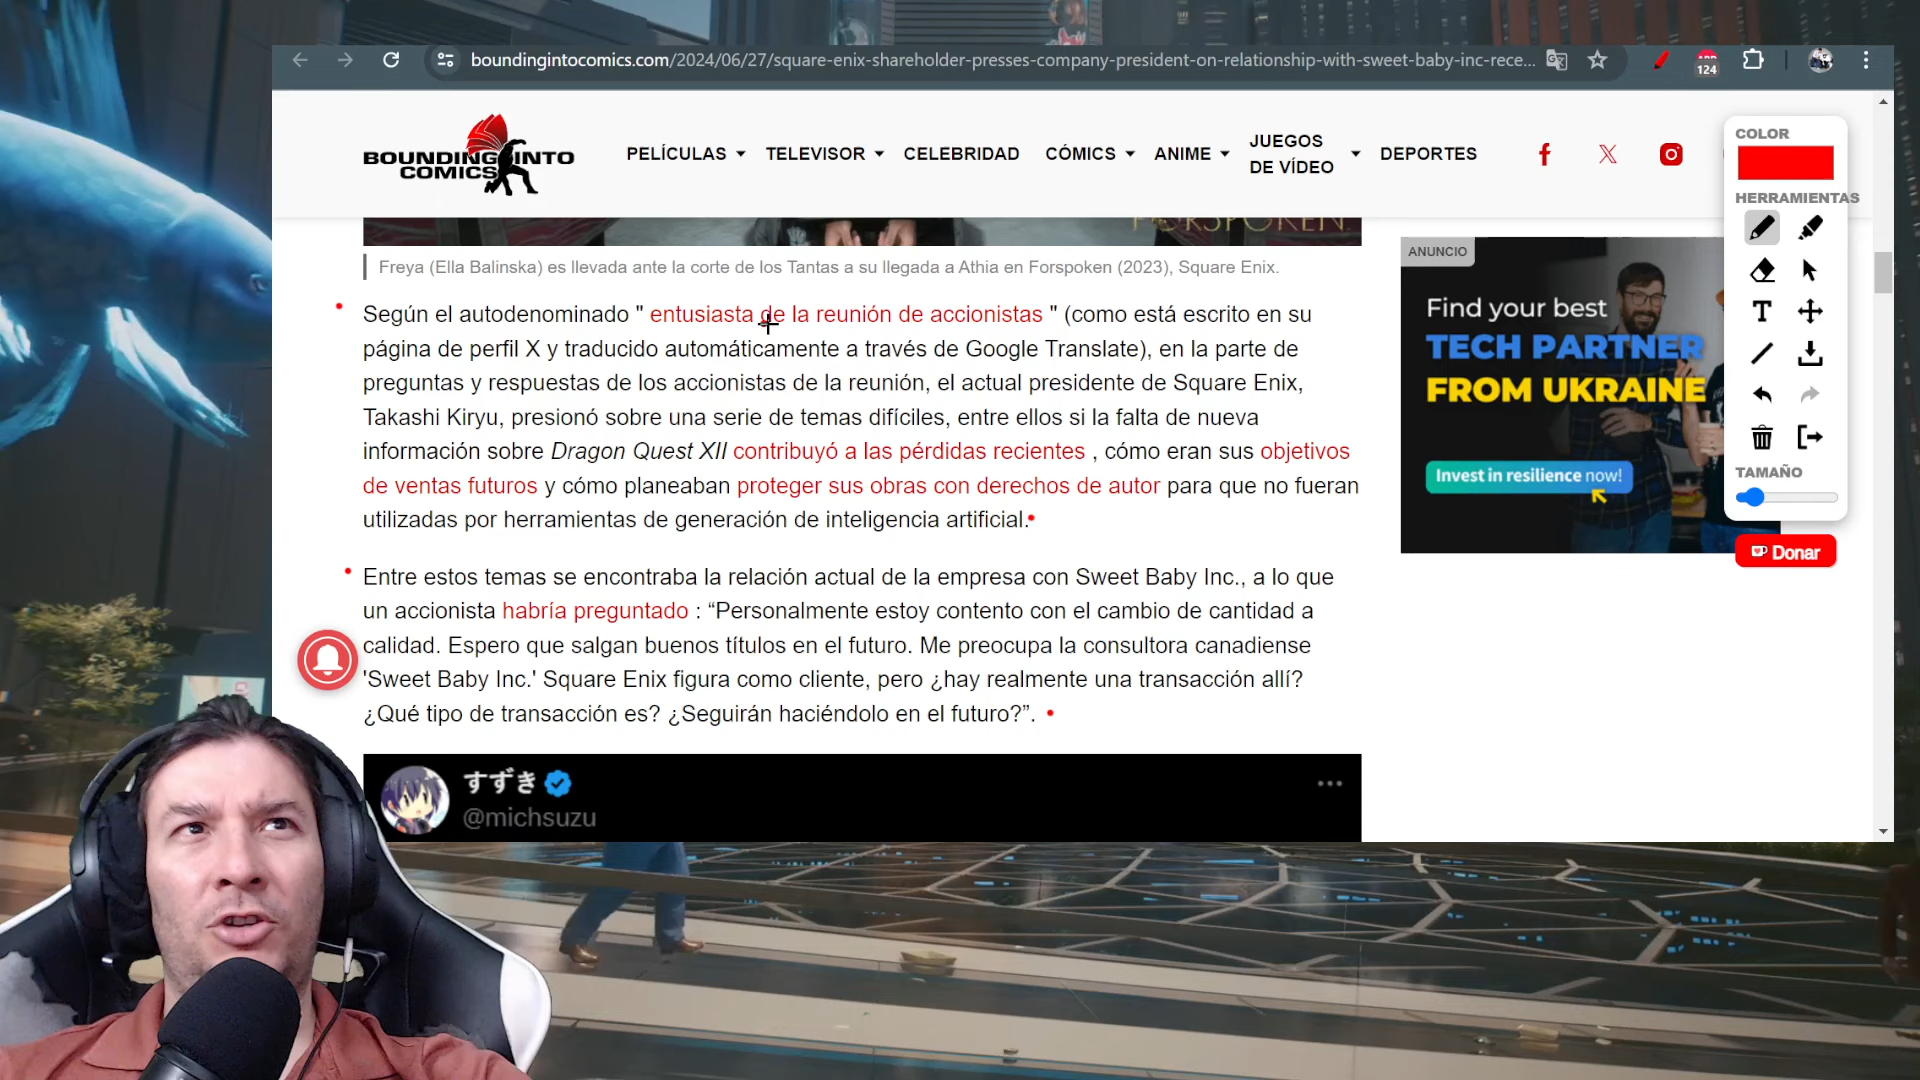 boundingintocomics.com/2024/06/27/square-enix-shareholder-presses-company-president-on-relationship-with-sweet-baby-inc-rece...
124
BOUNDING INTO
COMICS
PELÍCULAS
TELEVISOR
CELEBRIDAD
CÓMICS
ANIME
JUEGOS
DE VÍDEO
DEPORTES
COLOR
HERRAMIENTAS
TAMAÑO
Donar
FORSPOKEN
Freya (Ella Balinska) es llevada ante la corte de los Tantas a su llegada a Athia en Forspoken (2023), Square Enix.
Según el autodenominado " entusiasta de la reunión de accionistas " (como está escrito en su
página de perfil X y traducido automáticamente a través de Google Translate), en la parte de
preguntas y respuestas de los accionistas de la reunión, el actual presidente de Square Enix,
Takashi Kiryu, presionó sobre una serie de temas difíciles, entre ellos si la falta de nueva
información sobre Dragon Quest XII contribuyó a las pérdidas recientes , cómo eran sus objetivos
de ventas futuros y cómo planeaban proteger sus obras con derechos de autor para que no fueran
utilizadas por herramientas de generación de inteligencia artificial.
Entre estos temas se encontraba la relación actual de la empresa con Sweet Baby Inc., a lo que
un accionista habría preguntado : “Personalmente estoy contento con el cambio de cantidad a
calidad. Espero que salgan buenos títulos en el futuro. Me preocupa la consultora canadiense
'Sweet Baby Inc.' Square Enix figura como cliente, pero ¿hay realmente una transacción allí?
¿Qué tipo de transacción es? ¿Seguirán haciéndolo en el futuro?”.
すずき
@michsuzu
ANUNCIO
Find your best
TECH PARTNER
FROM UKRAINE
Invest in resilience now!